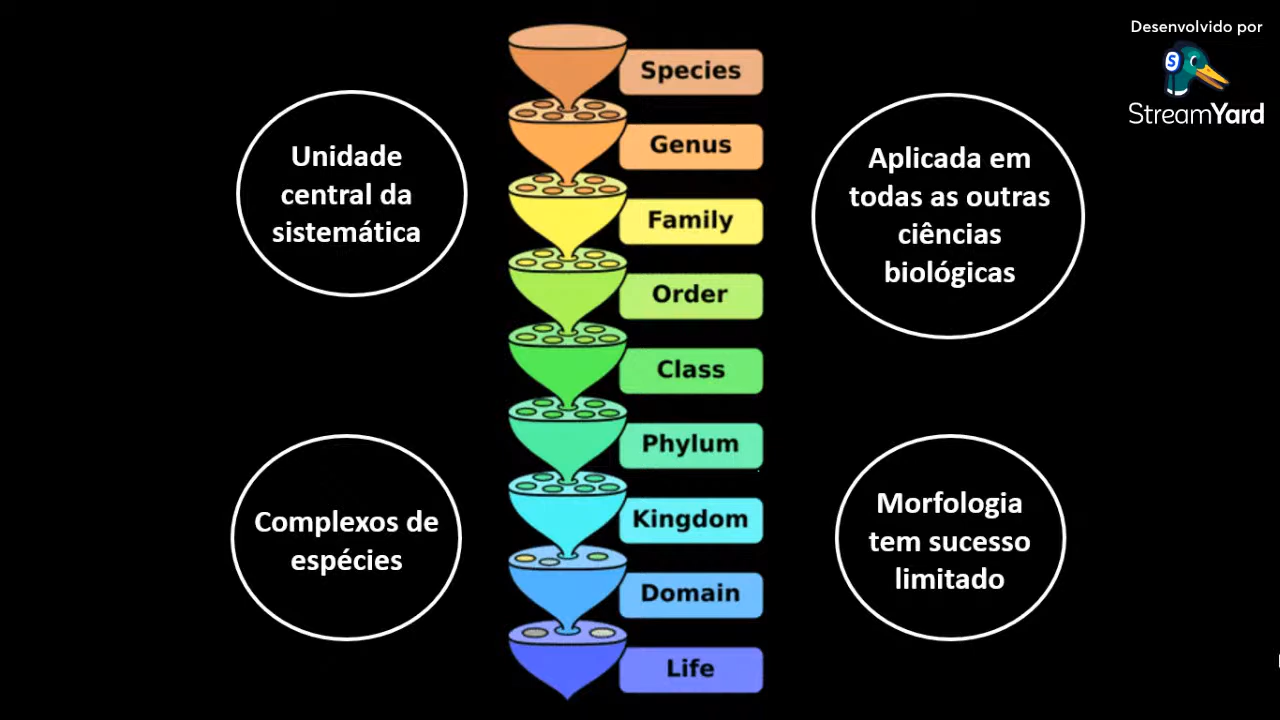 Desenvolvido por
StreamYard
Unidade
central da
sistemática
Species
Genus
Family
Order
Class
Phylum
Kingdom
Domain
Life
Aplicada em
todas as outras
ciências
biológicas
Complexos de
espécies
Morfologia
tem sucesso
limitado